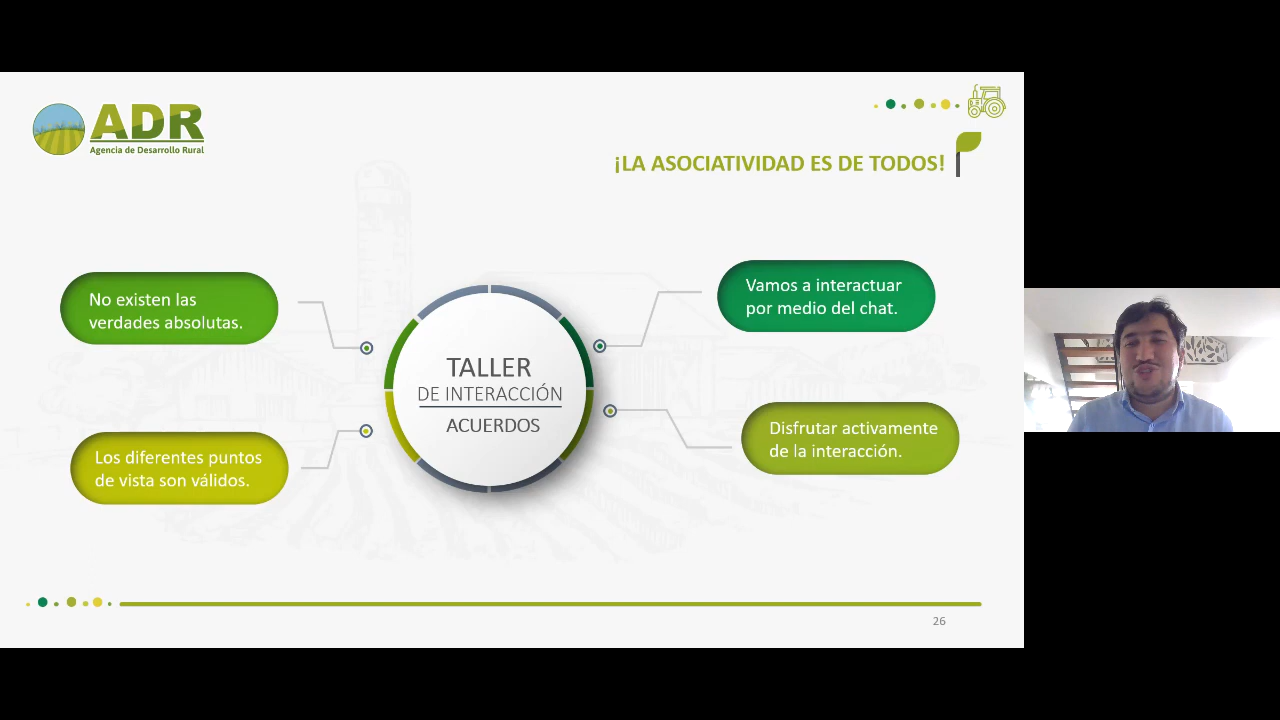 ADR
Agencia de Desarrollo Rural
¡LA ASOCIATIVIDAD ES DE TODOS!
No existen las
verdades absolutas.
Vamos a interactuar
por medio del chat.
TALLER
DE INTERACCIÓN
ACUERDOS
Los diferentes puntos
de vista son válidos.
Disfrutar activamente
de la interacción.
26